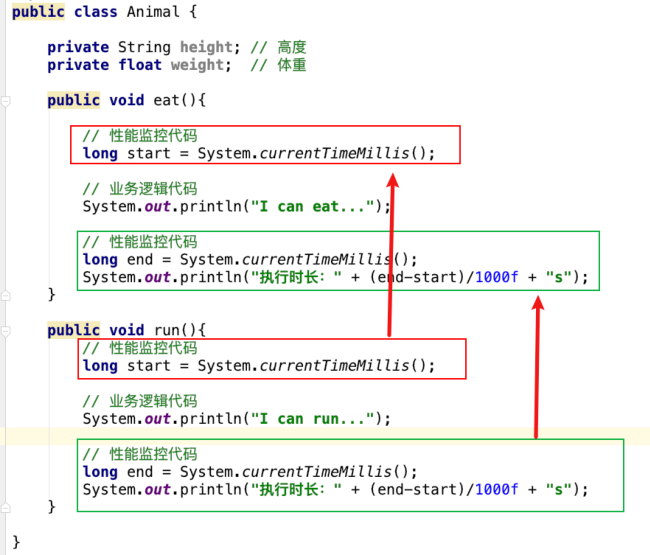 public class Animal {
private String height; // 高度
private float weight;  // 体重
public void eat(){
// 性能监控代码
long start = System.currentTimeMillis();
// 业务逻辑代码
System.out.println("I can eat...");
// 性能监控代码
long end = System.currentTimeMillis();
System.out.println("执行时长：" + (end-start)/1000f + "s");
}
public void run(){
// 性能监控代码
long start = System.currentTimeMillis();
// 业务逻辑代码
System.out.println("I can run...");
// 性能监控代码
long end = System.currentTimeMillis();
System.out.println("执行时长：" + (end-start)/1000f + "s");
}
}